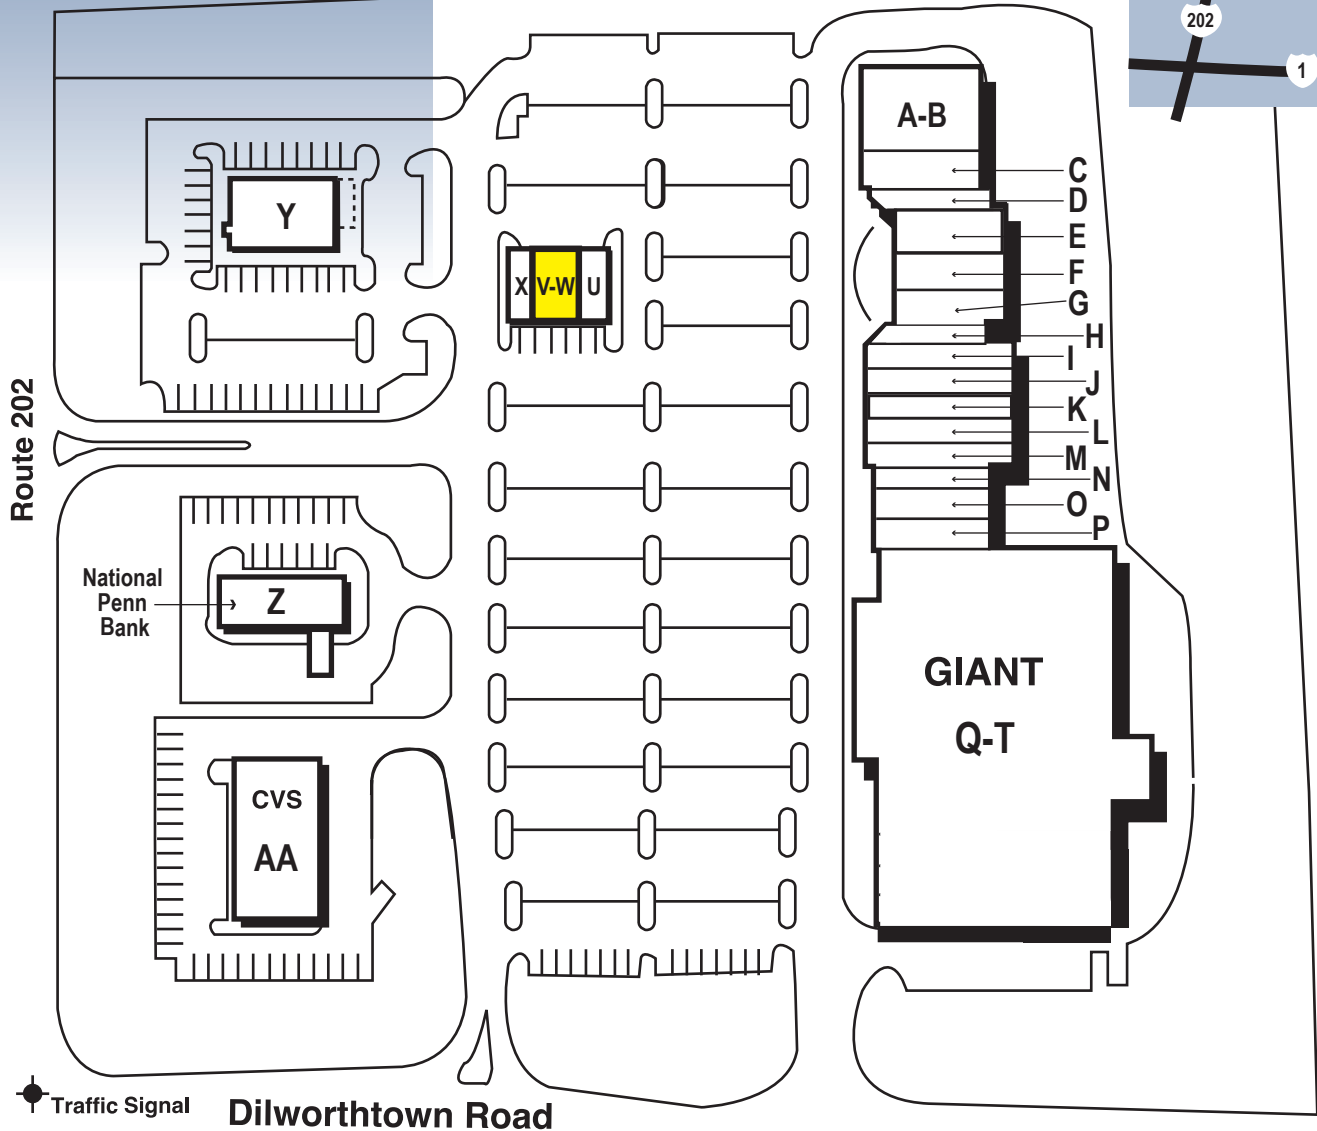 202
1
A-B
C
D
E
F
G
H
I
J
K
L
M
N
O
P
Y
X
V-W
U
Route 202
National
Penn
Bank
Z
GIANT
Q-T
CVS
AA
Traffic Signal
Dilworthtown Road